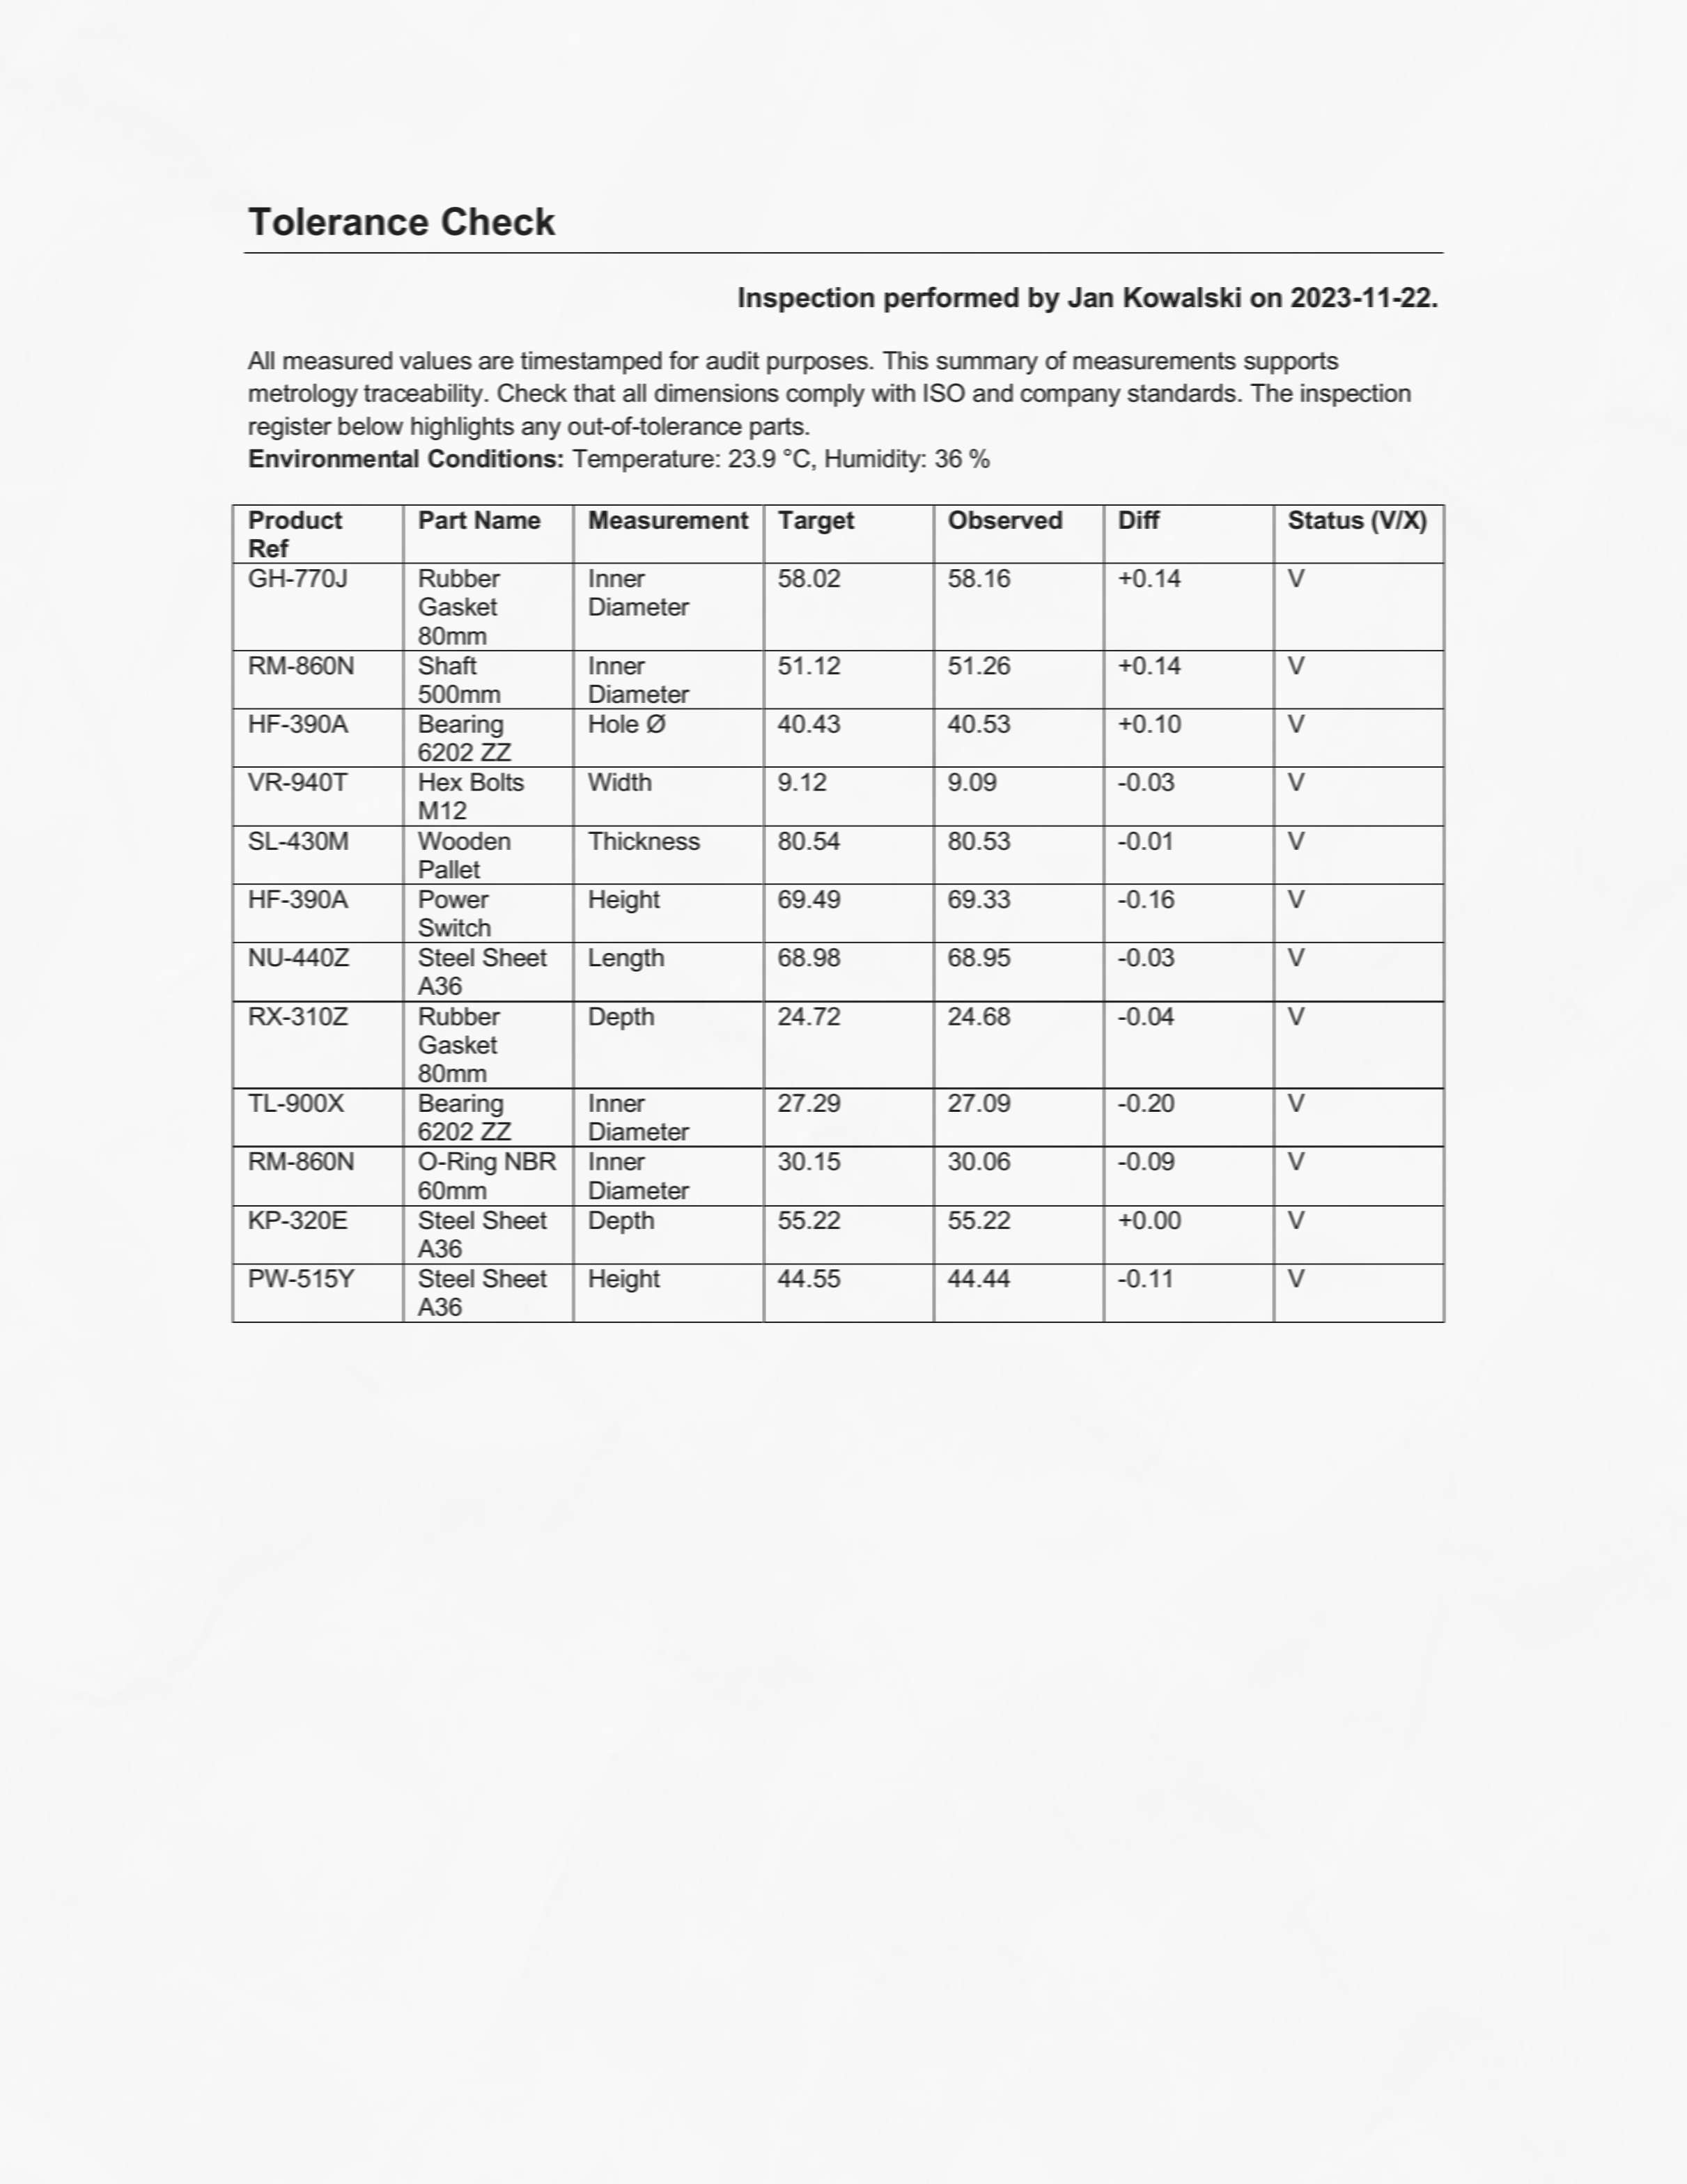 Tolerance Check
Inspection performed by Jan Kowalski on 2023-11-22.
All measured values are timestamped for audit purposes. This summary of measurements supports
metrology traceability. Check that all dimensions comply with ISO and company standards. The inspection
register below highlights any out-of-tolerance parts.
Environmental Conditions: Temperature: 23.9 °C, Humidity: 36 %
Product Ref Part Name Measurement Target Observed Diff Status (V/X)
GH-770J Rubber Gasket 80mm Inner Diameter 58.02 58.16 +0.14 V
RM-860N Shaft 500mm Inner Diameter 51.12 51.26 +0.14 V
HF-390A Bearing 6202 ZZ Hole Ø 40.43 40.53 +0.10 V
VR-940T Hex Bolts M12 Width 9.12 9.09 -0.03 V
SL-430M Wooden Pallet Thickness 80.54 80.53 -0.01 V
HF-390A Power Switch Height 69.49 69.33 -0.16 V
NU-440Z Steel Sheet A36 Length 68.98 68.95 -0.03 V
RX-310Z Rubber Gasket 80mm Depth 24.72 24.68 -0.04 V
TL-900X Bearing 6202 ZZ Inner Diameter 27.29 27.09 -0.20 V
RM-860N O-Ring NBR 60mm Inner Diameter 30.15 30.06 -0.09 V
KP-320E Steel Sheet A36 Depth 55.22 55.22 +0.00 V
PW-515Y Steel Sheet A36 Height 44.55 44.44 -0.11 V